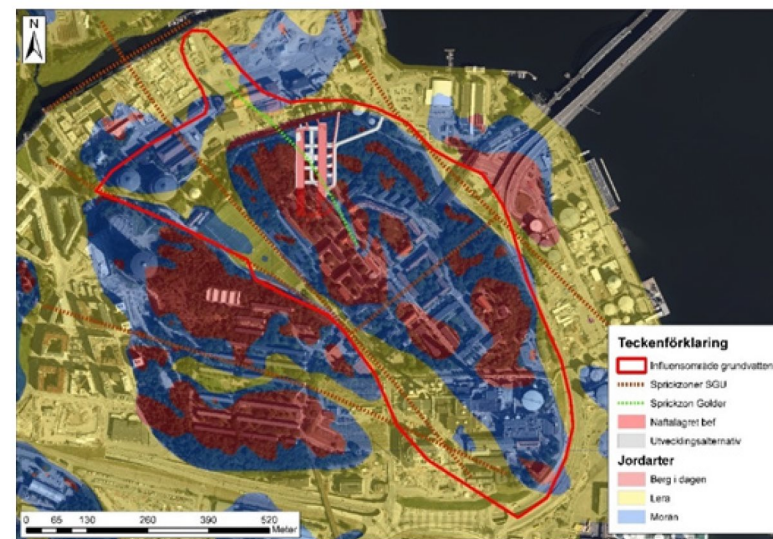 N
Teckenförklaring
Influensområde grundvatten
Sprickzoner SGU
Sprickzon Golder
Naftalagret bef
Utvecklingsalternativ
Jordarter
Berg i dagen
Lera
Morän
0 65 130 260 390 520
Meter